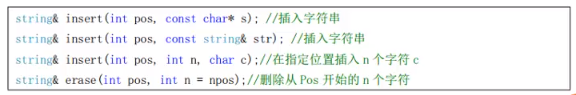 string& insert(int pos, const char* s); //插入字符串
string& insert(int pos, const string& str); //插入字符串
string& insert(int pos, int n, char c);//在指定位置插入 n 个字符 c
string& erase(int pos, int n = npos);//删除从 Pos 开始的 n 个字符